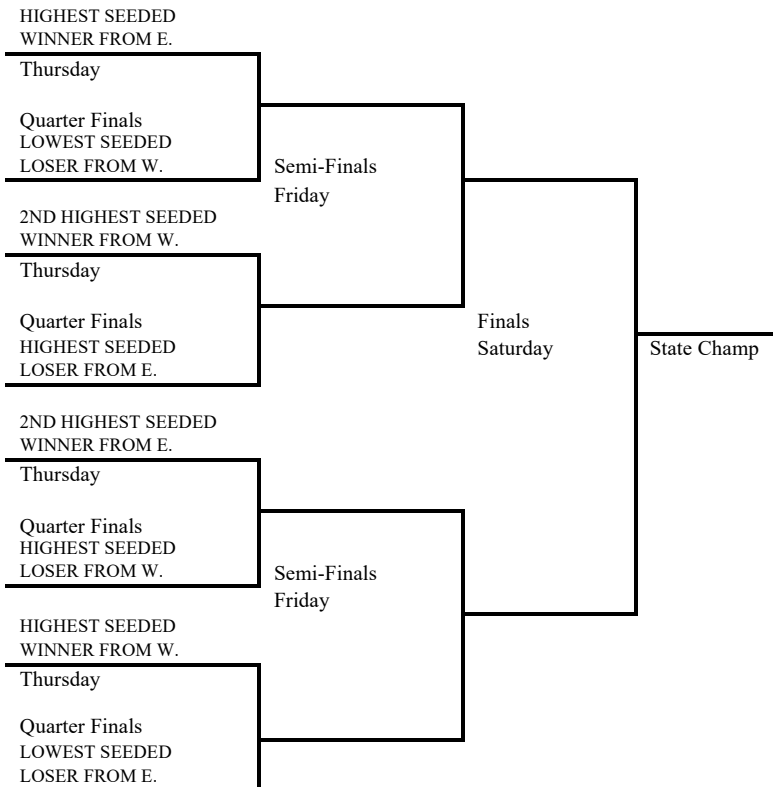 HIGHEST SEEDED
WINNER FROM E.
Thursday
Quarter Finals
LOWEST SEEDED
LOSER FROM W.
Semi-Finals
Friday
2ND HIGHEST SEEDED
WINNER FROM W.
Thursday
Quarter Finals
HIGHEST SEEDED
LOSER FROM E.
Finals
Saturday
State Champ
2ND HIGHEST SEEDED
WINNER FROM E.
Thursday
Quarter Finals
HIGHEST SEEDED
LOSER FROM W.
Semi-Finals
Friday
HIGHEST SEEDED
WINNER FROM W.
Thursday
Quarter Finals
LOWEST SEEDED
LOSER FROM E.